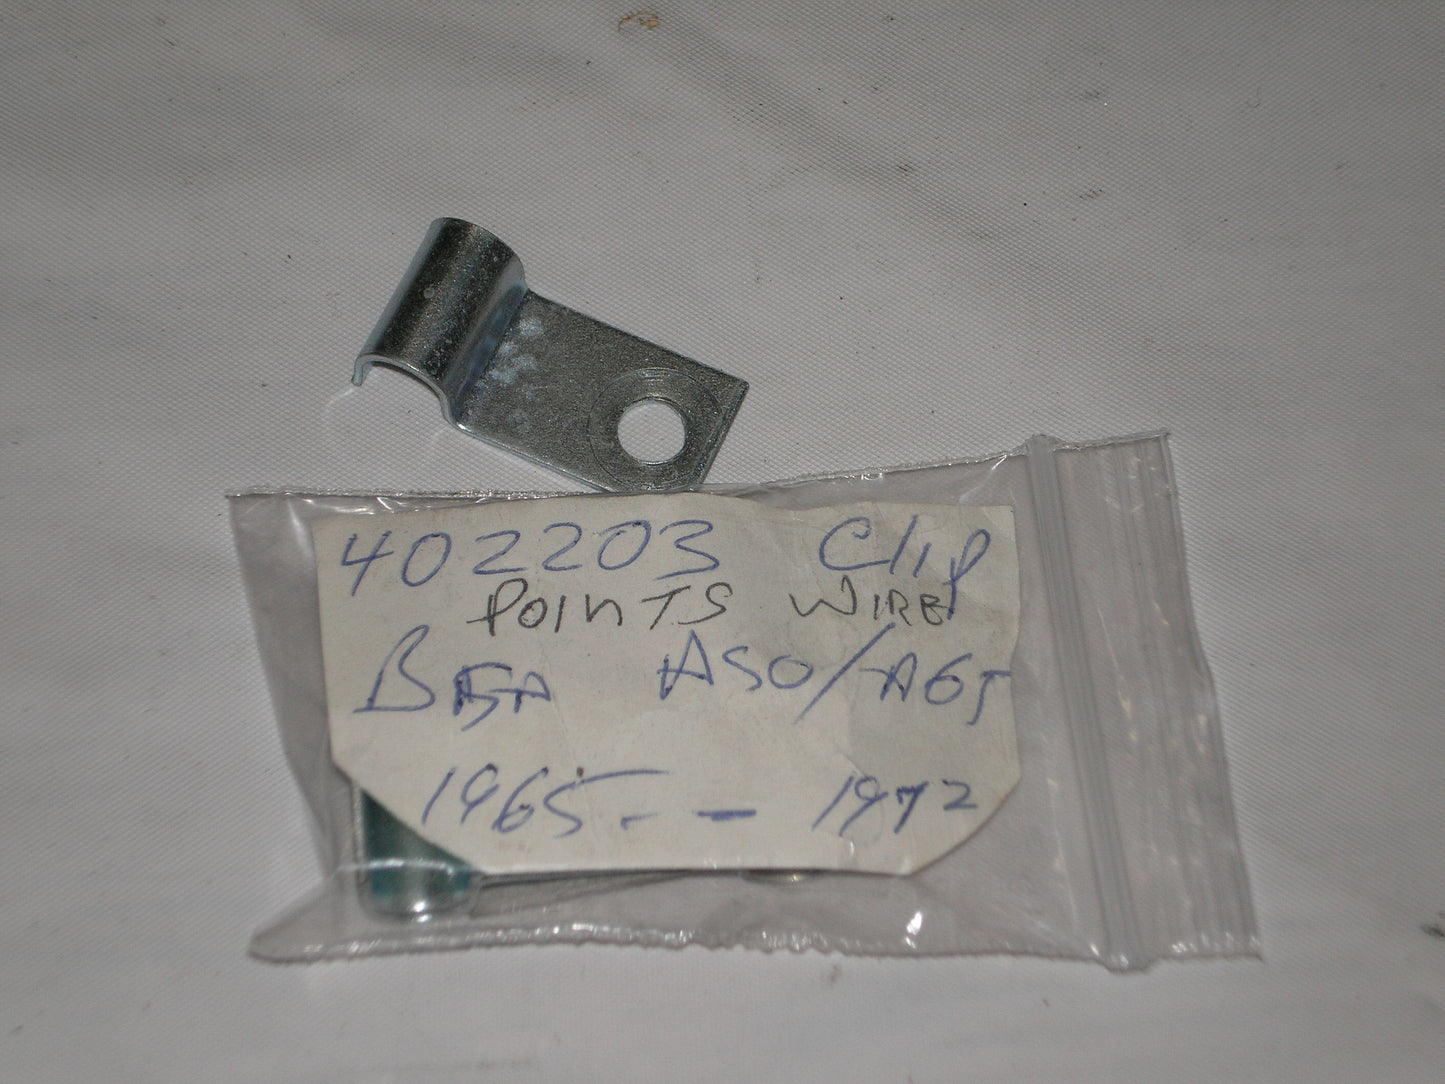 402203 Clip
POINTS WIRE
BSA A50/A65
1965 - - 1972